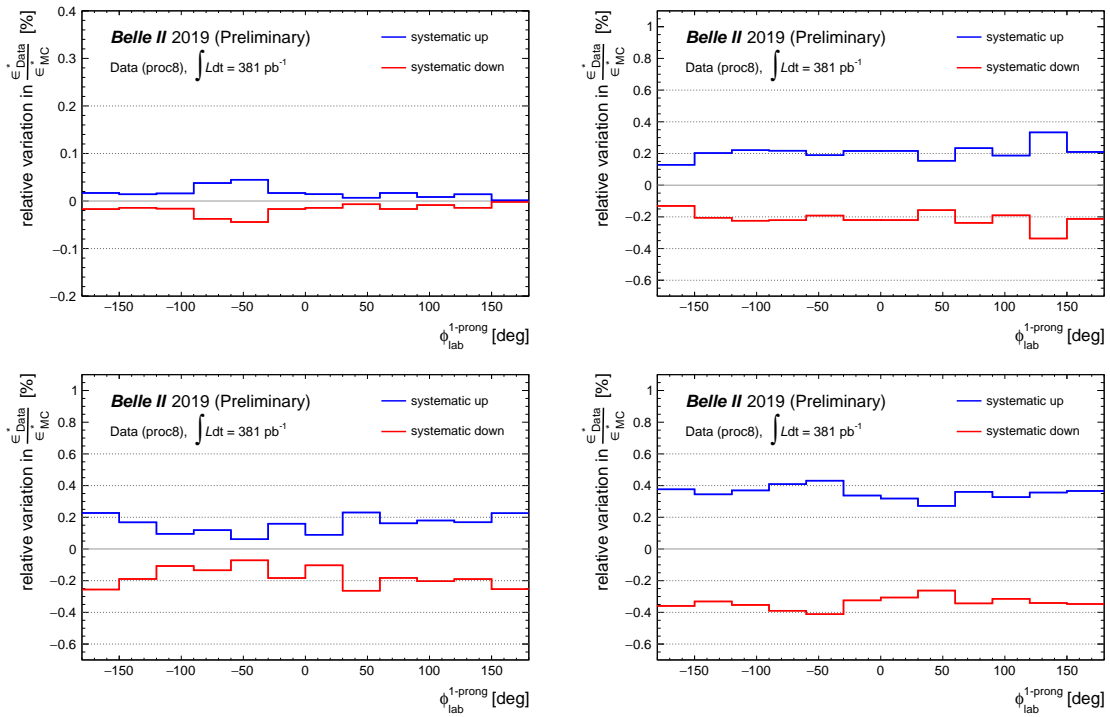 relative variation in ∈*Data / ∈*MC [%]
Belle II 2019 (Preliminary)
Data (proc8), ∫Ldt = 381 pb-1
systematic up
systematic down
0.4
0.3
0.2
0.1
0
−0.1
−0.2
−150 −100 −50 0 50 100 150
ϕ1-prong lab [deg]
relative variation in ∈*Data / ∈*MC [%]
Belle II 2019 (Preliminary)
Data (proc8), ∫Ldt = 381 pb-1
systematic up
systematic down
1
0.8
0.6
0.4
0.2
0
−0.2
−0.4
−0.6
−150 −100 −50 0 50 100 150
ϕ1-prong lab [deg]
relative variation in ∈*Data / ∈*MC [%]
Belle II 2019 (Preliminary)
Data (proc8), ∫Ldt = 381 pb-1
systematic up
systematic down
1
0.8
0.6
0.4
0.2
0
−0.2
−0.4
−0.6
−150 −100 −50 0 50 100 150
ϕ1-prong lab [deg]
relative variation in ∈*Data / ∈*MC [%]
Belle II 2019 (Preliminary)
Data (proc8), ∫Ldt = 381 pb-1
systematic up
systematic down
1
0.8
0.6
0.4
0.2
0
−0.2
−0.4
−0.6
−150 −100 −50 0 50 100 150
ϕ1-prong lab [deg]